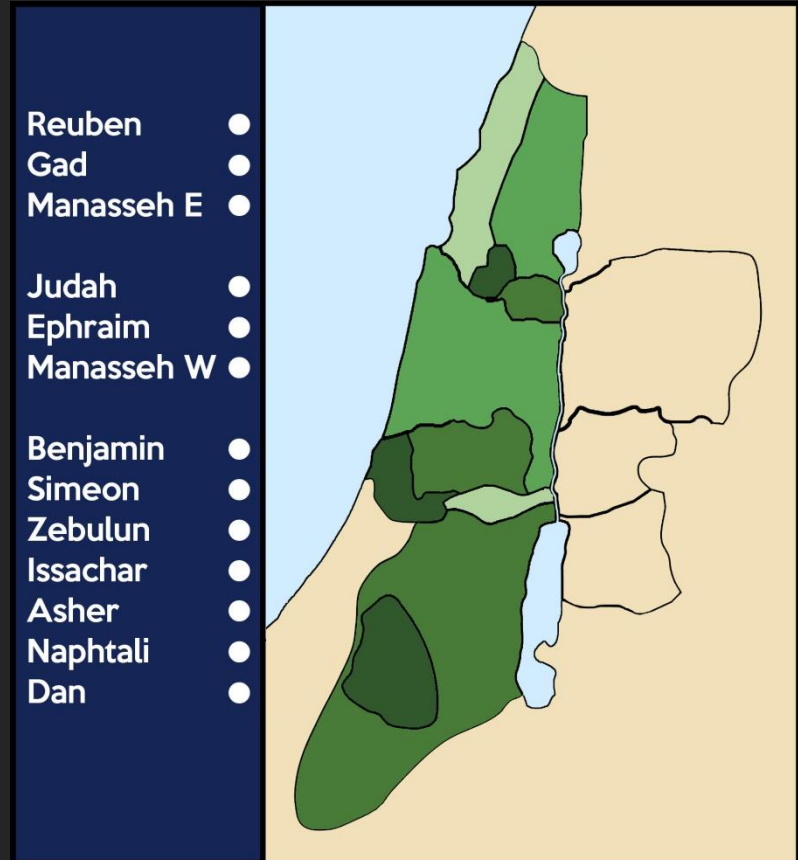 Reuben
Gad
Manasseh E
Judah
Ephraim
Manasseh W
Benjamin
Simeon
Zebulun
Issachar
Asher
Naphtali
Dan